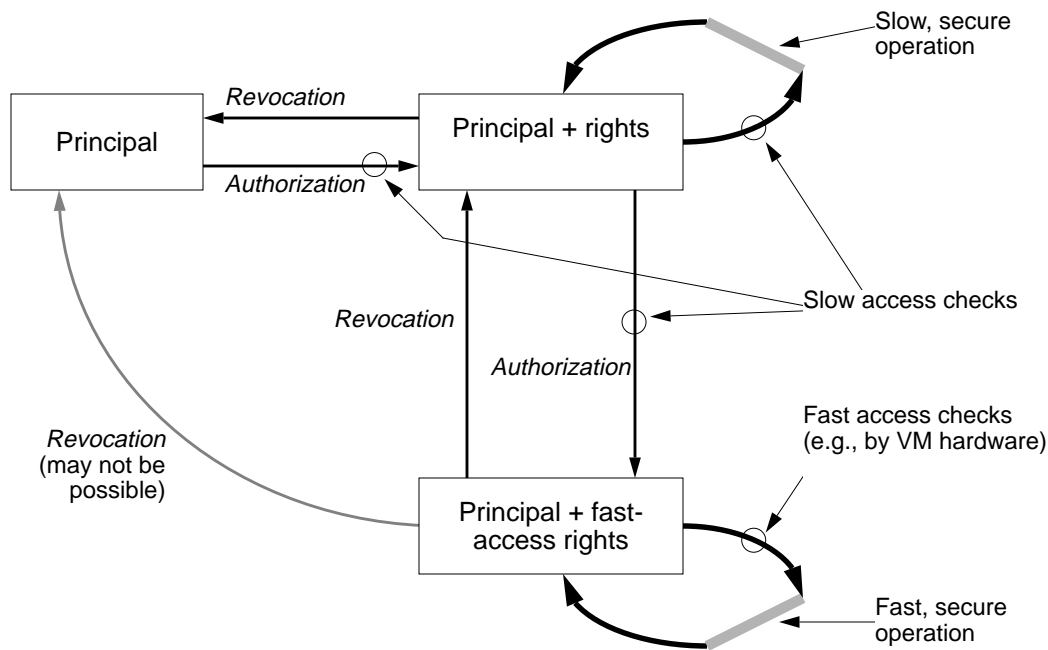 Slow, secure
operation
Revocation
Principal
Principal + rights
Authorization
Slow access checks
Revocation
Authorization
Fast access checks
(e.g., by VM hardware)
Revocation
(may not be
possible)
Principal + fast-
access rights
Fast, secure
operation